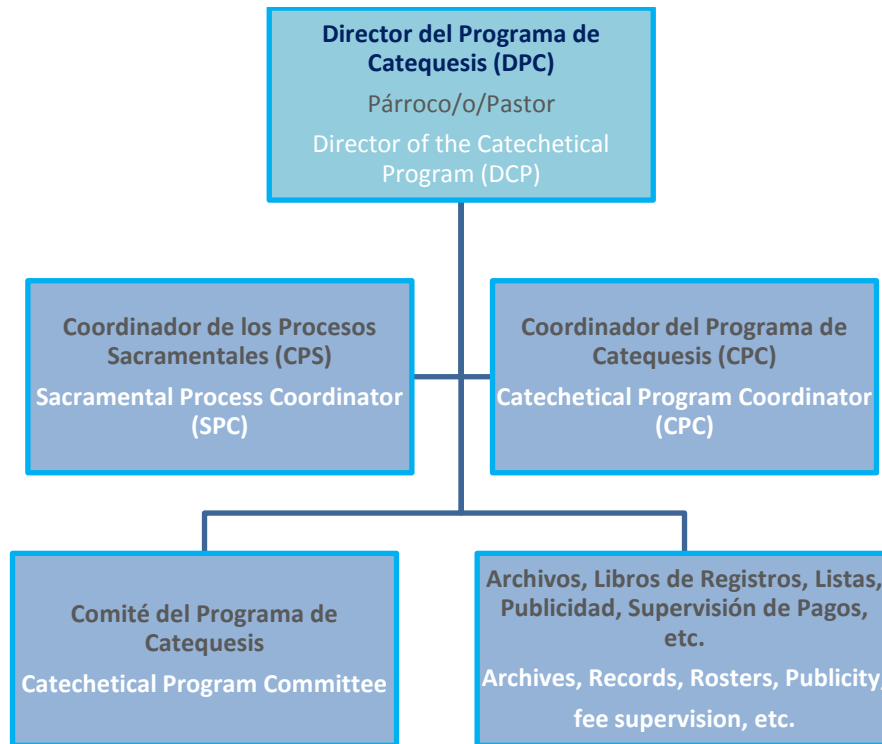 Director del Programa de
Catequesis (DPC)
Párroco/o/Pastor
Director of the Catechetical
Program (DCP)
Coordinador de los Procesos
Sacramentales (CPS)
Sacramental Process Coordinator
(SPC)
Coordinador del Programa de
Catequesis (CPC)
Catechetical Program Coordinator
(CPC)
Comité del Programa de
Catequesis
Catechetical Program Committee
Archivos, Libros de Registros, Listas,
Publicidad, Supervisión de Pagos,
etc.
Archives, Records, Rosters, Publicity,
fee supervision, etc.